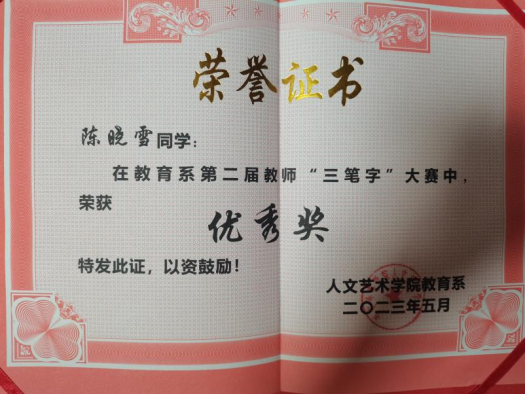 荣誉证书
陈晓雪同学：
在教育系第二届教师“三笔字”大赛中，
荣获
优秀奖
特发此证，以资鼓励！
人文艺术学院教育系
二〇二三年五月